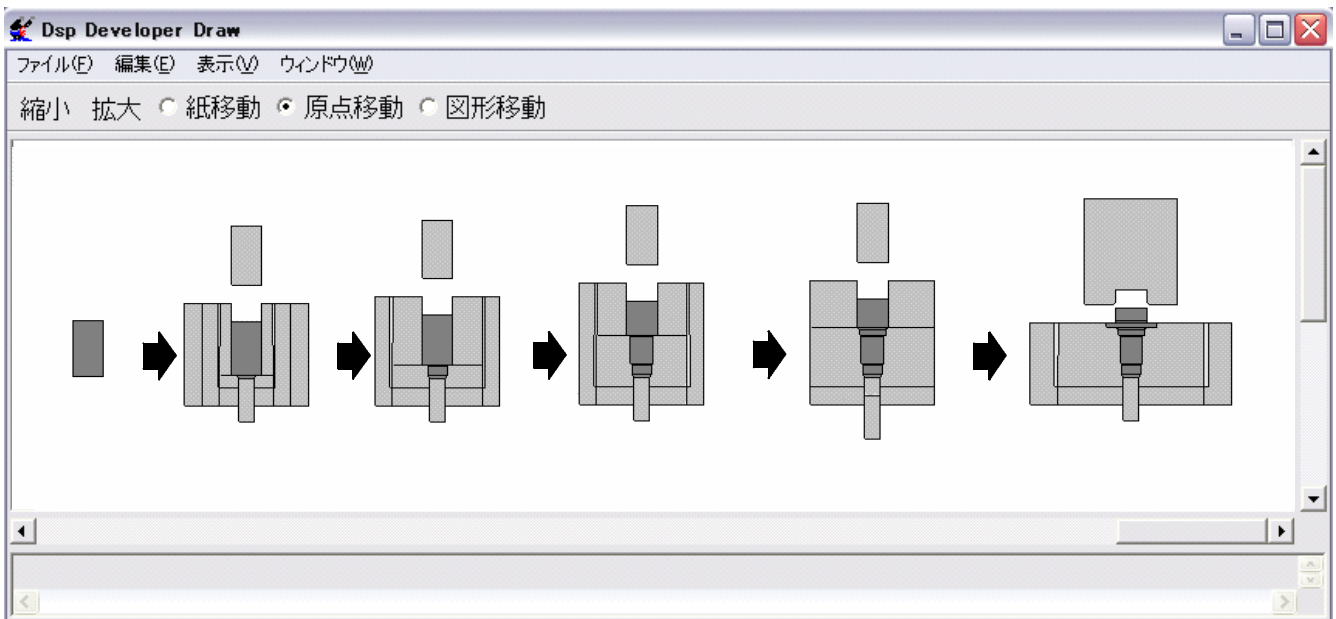 Dsp Developer Draw
ファイル(F) 編集(E) 表示(V) ウィンドウ(W)
縮小 拡大 紙移動 原点移動 図形移動